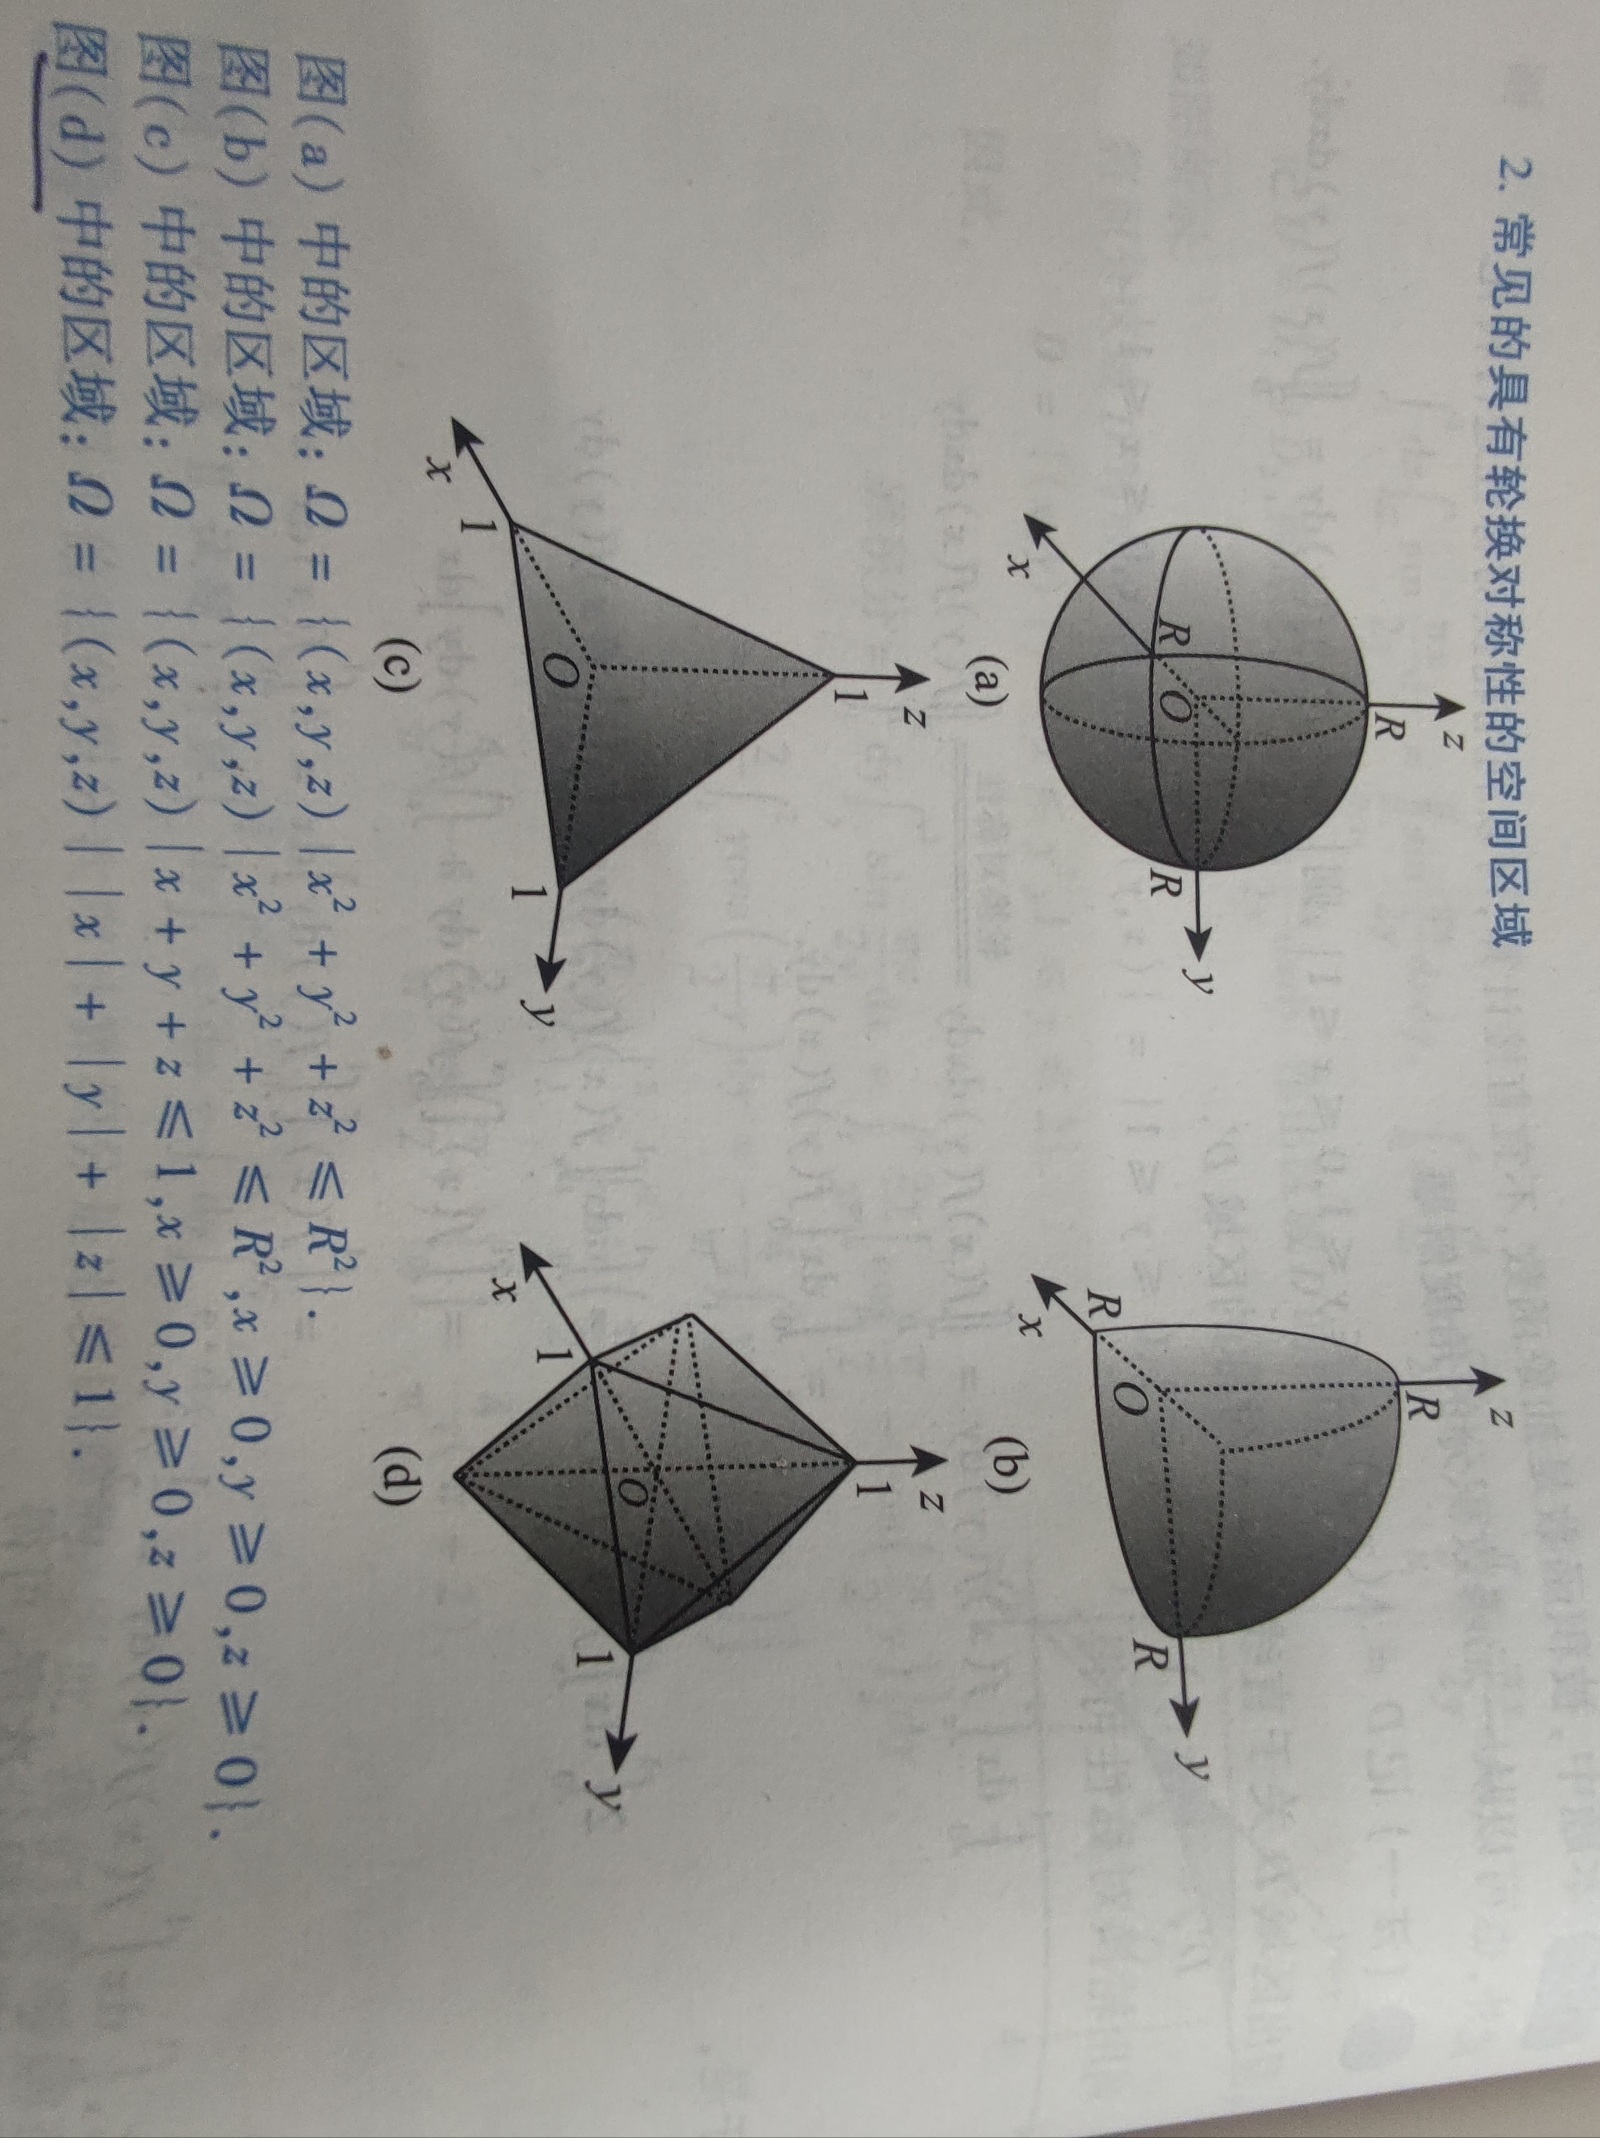 2. 常见的具有轮换对称性的空间区域
z
R
R
O
R
x
y
(a)
z
R
R
O
R
x
y
(b)
z
1
O
1
1
x
y
(c)
z
1
O
1
1
x
y
(d)
图(a) 中的区域: Ω = {(x,y,z) | x² + y² + z² ⩽ R²}.
图(b) 中的区域: Ω = {(x,y,z) | x² + y² + z² ⩽ R², x ⩾ 0, y ⩾ 0, z ⩾ 0}.
图(c) 中的区域: Ω = {(x,y,z) | x + y + z ⩽ 1, x ⩾ 0, y ⩾ 0, z ⩾ 0}.
图(d) 中的区域: Ω = {(x,y,z) | |x| + |y| + |z| ⩽ 1}.